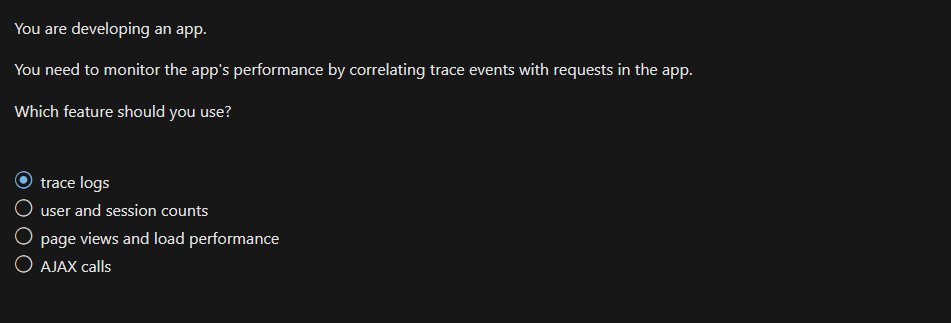 You are developing an app.
You need to monitor the app's performance by correlating trace events with requests in the app.
Which feature should you use?
trace logs
user and session counts
page views and load performance
AJAX calls